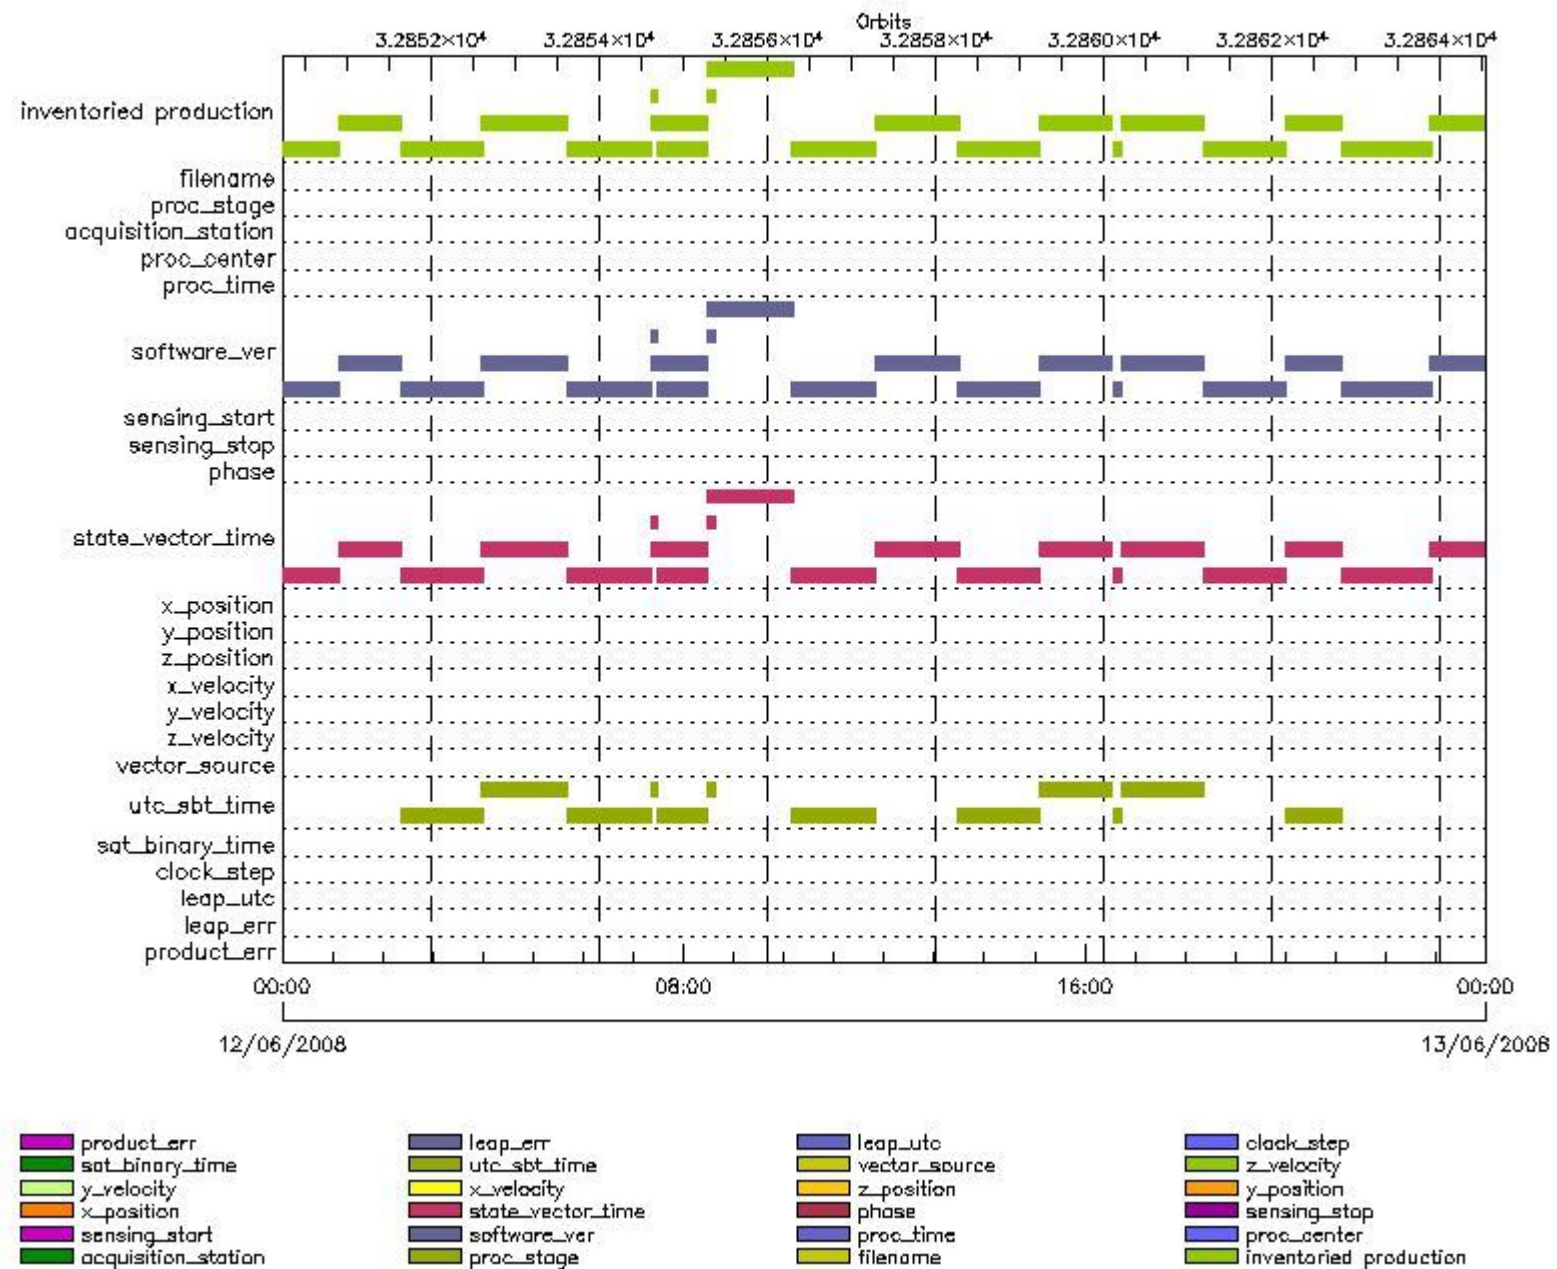 Orbits
3.2852×10⁴ 3.2854×10⁴ 3.2856×10⁴ 3.2858×10⁴ 3.2860×10⁴ 3.2862×10⁴ 3.2864×10⁴
inventoried production
filename
proc_stage
acquisition_station
proc_center
proc_time
software_ver
sensing_start
sensing_stop
phase
state_vector_time
x_position
y_position
z_position
x_velocity
y_velocity
z_velocity
vector_source
utc_sbt_time
sat_binary_time
clock_step
leap_utc
leap_err
product_err
00:00 08:00 16:00 00:00
12/06/2008 13/06/2008
product_err leap_err leap_utc clock_step
sat_binary_time utc_sbt_time vector_source z_velocity
y_velocity x_velocity z_position y_position
x_position state_vector_time phase sensing_stop
sensing_start software_ver proc_time proc_center
acquisition_station proc_stage filename inventoried production